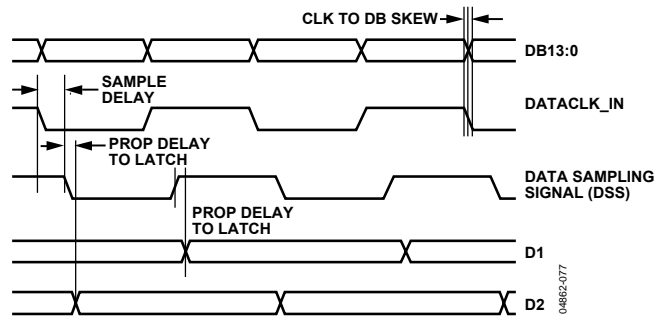 CLK TO DB SKEW
DB13:0
SAMPLE
DELAY
DATACLK_IN
PROP DELAY
TO LATCH
DATA SAMPLING
SIGNAL (DSS)
PROP DELAY
TO LATCH
D1
D2
04862-077